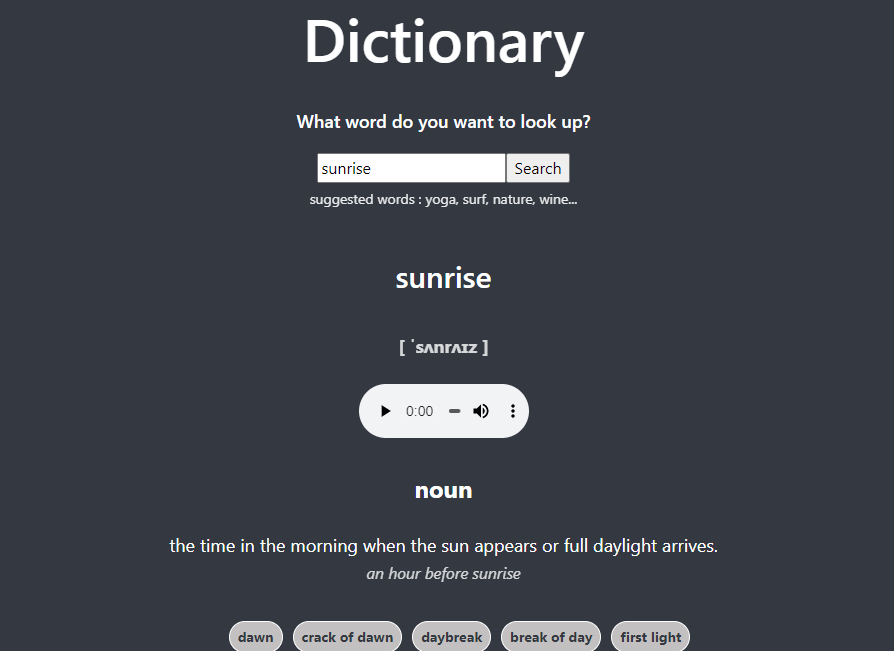 Dictionary
What word do you want to look up?
sunrise Search
suggested words : yoga, surf, nature, wine...
sunrise
[ ˈsʌnrʌɪz ]
0:00
noun
the time in the morning when the sun appears or full daylight arrives.
an hour before sunrise
dawn crack of dawn daybreak break of day first light